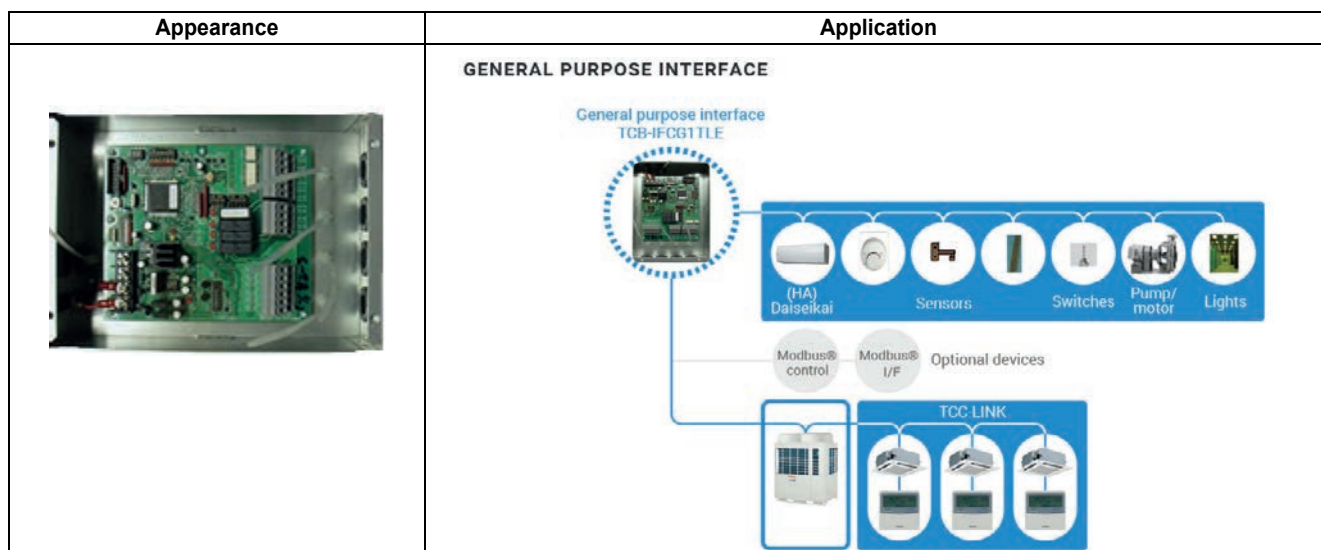 Appearance
Application
GENERAL PURPOSE INTERFACE
General purpose interface
TCB-IFCG1TLE
(HA)
Daiseikai
Sensors
Switches
Pump/
motor
Lights
Modbus®
control
Modbus®
I/F
Optional devices
TCC-LINK